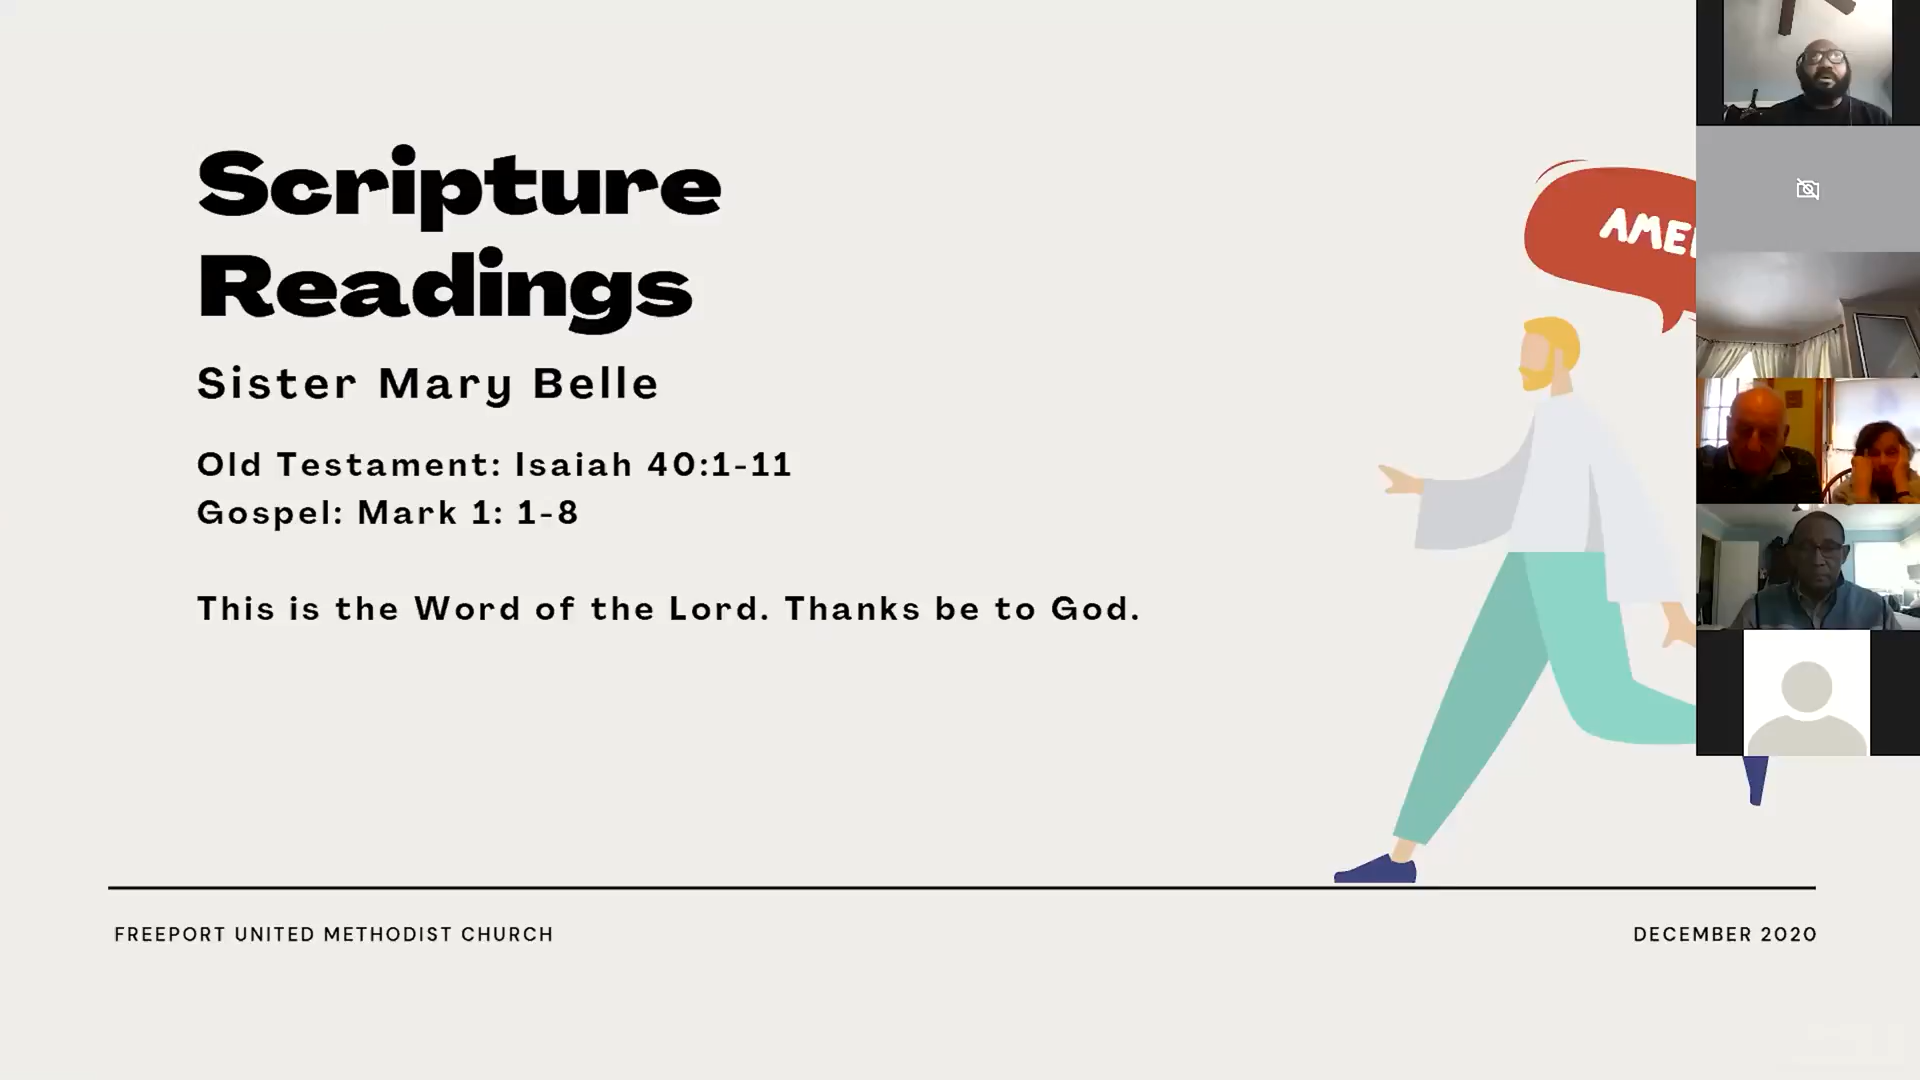 Scripture
Readings
Sister Mary Belle
Old Testament: Isaiah 40:1-11
Gospel: Mark 1: 1-8
This is the Word of the Lord. Thanks be to God.
FREEPORT UNITED METHODIST CHURCH
DECEMBER 2020